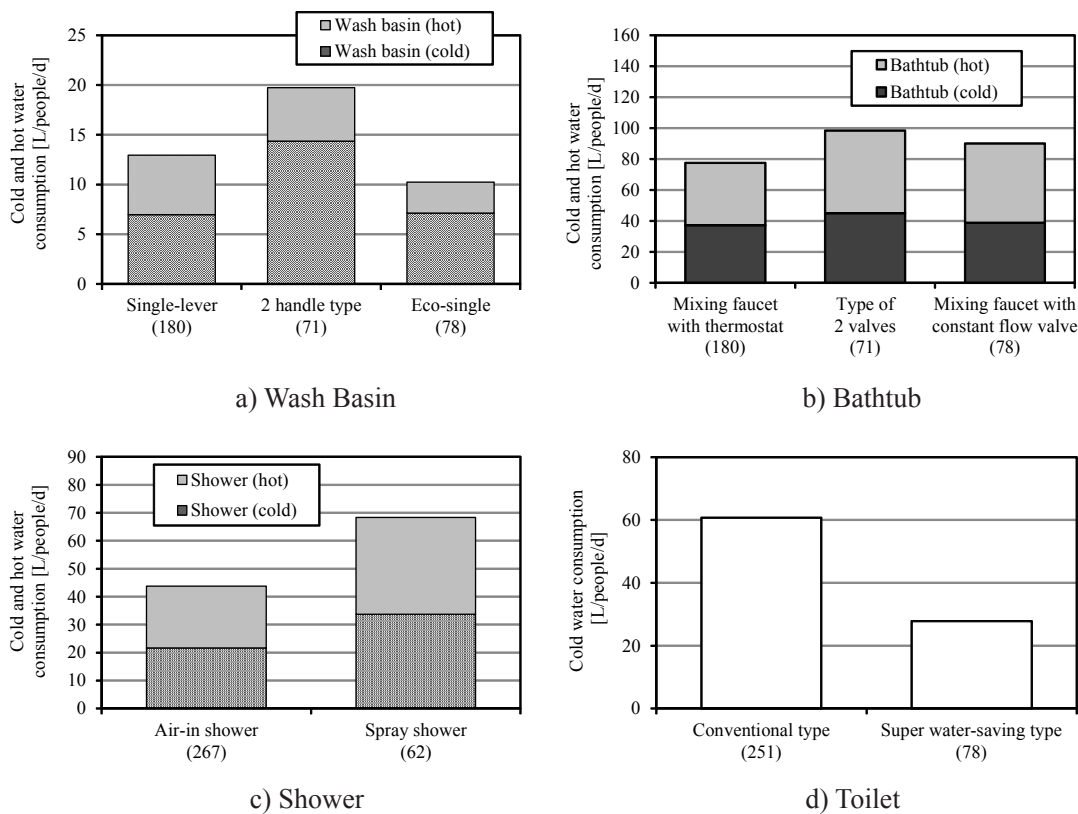 Wash basin (hot)
Wash basin (cold)
Cold and hot water
consumption [L/people/d]
25
20
15
10
5
0
Single-lever
(180)
2 handle type
(71)
Eco-single
(78)
a) Wash Basin
Bathtub (hot)
Bathtub (cold)
Cold and hot water
consumption [L/people/d]
160
140
120
100
80
60
40
20
0
Mixing faucet
with thermostat
(180)
Type of
2 valves
(71)
Mixing faucet with
constant flow valve
(78)
b) Bathtub
Shower (hot)
Shower (cold)
Cold and hot water
consumption [L/people/d]
90
80
70
60
50
40
30
20
10
0
Air-in shower
(267)
Spray shower
(62)
c) Shower
Cold water consumption
[L/people/d]
80
60
40
20
0
Conventional type
(251)
Super water-saving type
(78)
d) Toilet